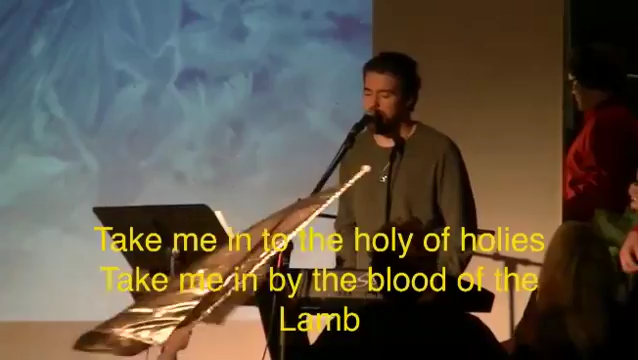 Take me in to the holy of holies
Take me in by the blood of the
Lamb